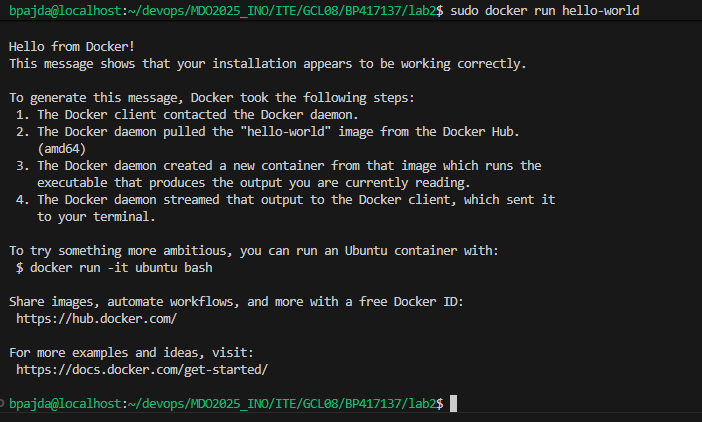 bpajda@localhost:~/devops/MDO2025_INO/ITE/GCL08/BP417137/lab2$ sudo docker run hello-world
Hello from Docker!
This message shows that your installation appears to be working correctly.
To generate this message, Docker took the following steps:
1. The Docker client contacted the Docker daemon.
2. The Docker daemon pulled the "hello-world" image from the Docker Hub.
(amd64)
3. The Docker daemon created a new container from that image which runs the
executable that produces the output you are currently reading.
4. The Docker daemon streamed that output to the Docker client, which sent it
to your terminal.
To try something more ambitious, you can run an Ubuntu container with:
$ docker run -it ubuntu bash
Share images, automate workflows, and more with a free Docker ID:
https://hub.docker.com/
For more examples and ideas, visit:
https://docs.docker.com/get-started/
bpajda@localhost:~/devops/MDO2025_INO/ITE/GCL08/BP417137/lab2$